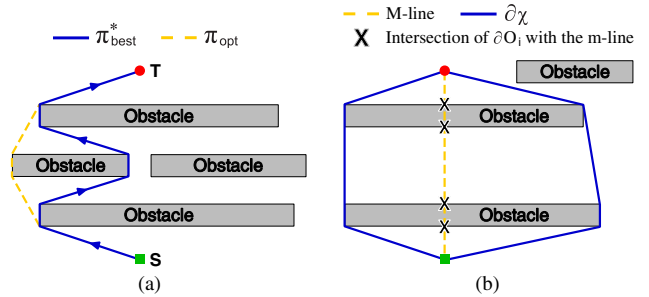 π*best πopt
T
Obstacle
Obstacle Obstacle
Obstacle
S
(a)
M-line ∂χ
X Intersection of ∂Oi with the m-line
Obstacle
X
Obstacle
X
X
Obstacle
X
(b)